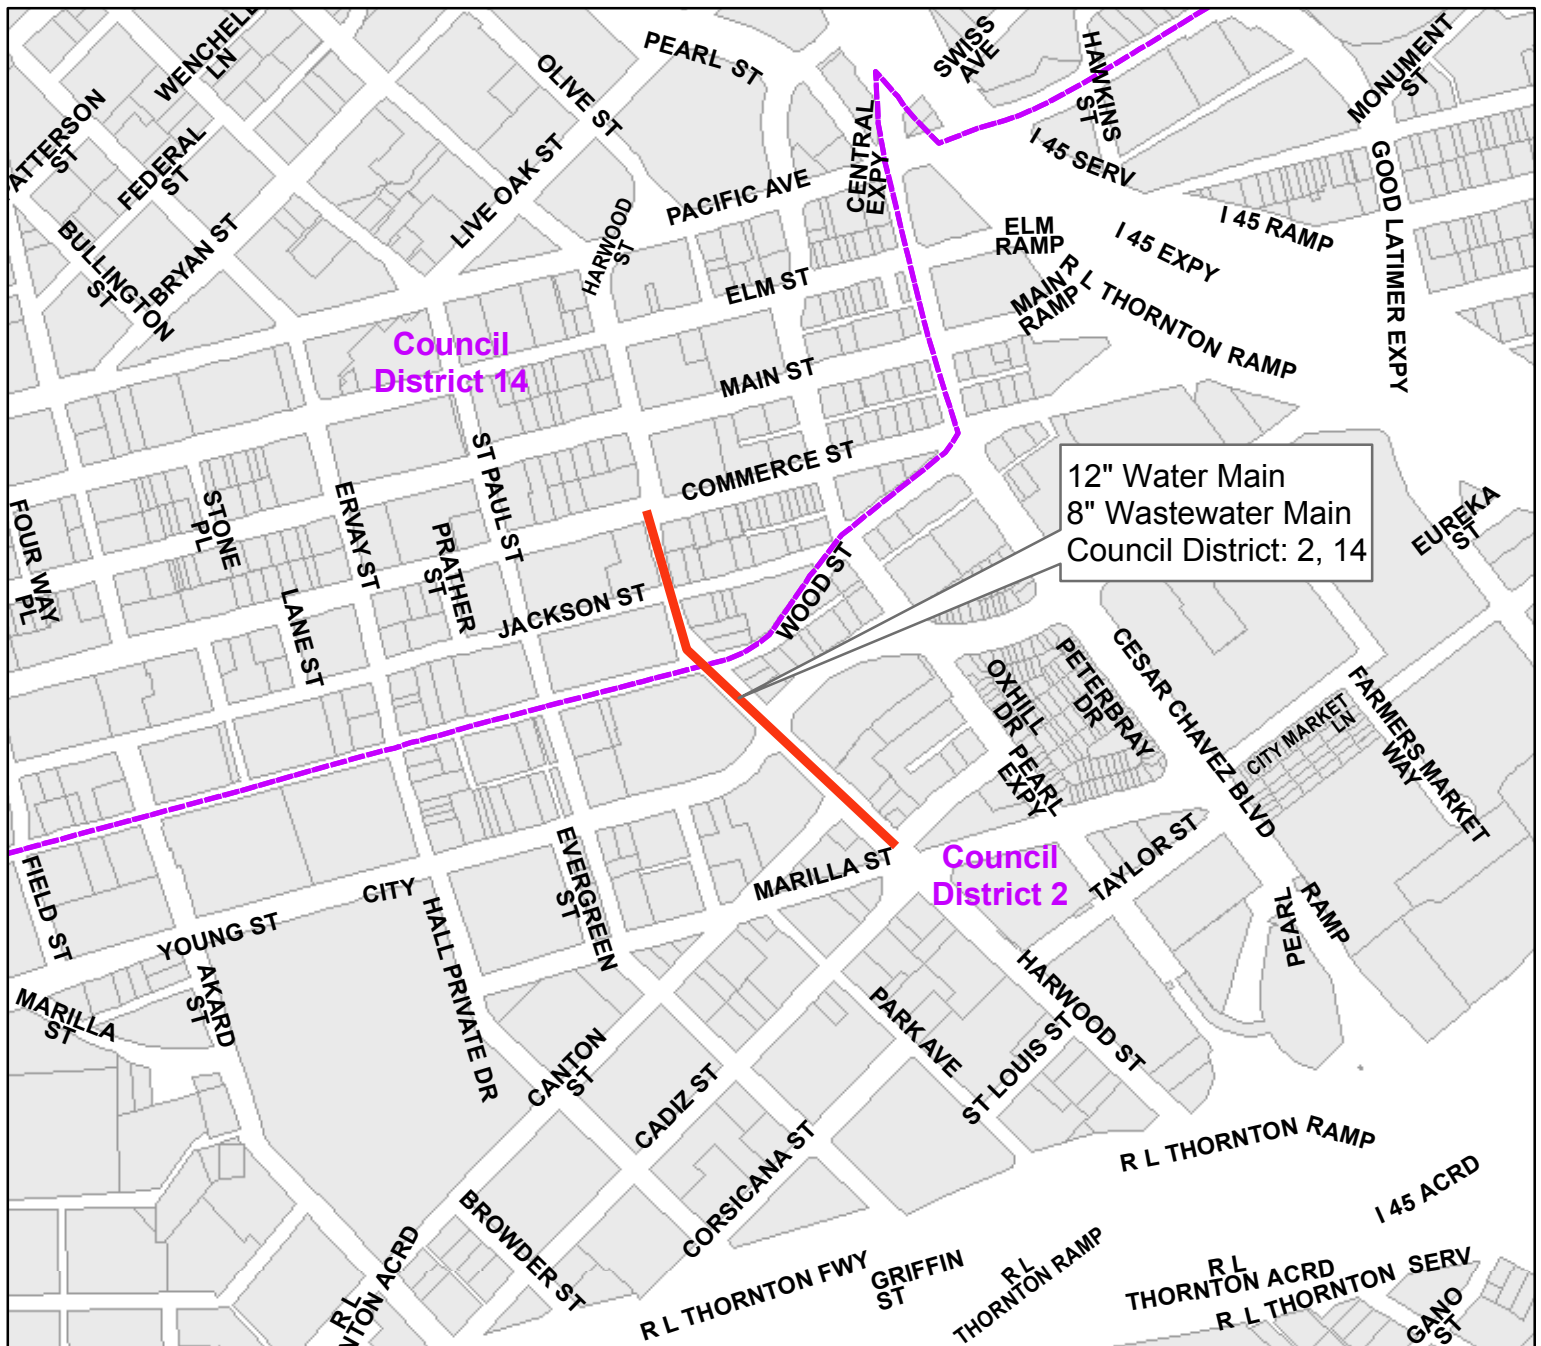 WENCHELL
LN
PEARL ST
SWISS
AVE
HAWKINS
ST
MONUMENT
ST
OLIVE ST
ATTERSON
ST
FEDERAL
ST
LIVE OAK ST
CENTRAL
EXPY
I 45 SERV
GOOD LATIMER EXPY
PACIFIC AVE
HARWOOD
ST
BRYAN ST
BULLINGTON
ST
ELM
RAMP
I 45 EXPY
I 45 RAMP
ELM ST
MAIN
RAMP
R L THORNTON RAMP
Council
District 14
MAIN ST
ST PAUL ST
COMMERCE ST
12" Water Main
8" Wastewater Main
Council District: 2, 14
FOUR WAY
PL
STONE
PL
ERVAY ST
PRATHER
ST
EUREKA
ST
LANE ST
JACKSON ST
WOOD ST
OXHILL
DR
PETERBRAY
DR
CESAR CHAVEZ BLVD
FARMERS MARKET
WAY
CITY MARKET
LN
PEARL
EXPY
FIELD ST
EVERGREEN
ST
MARILLA ST
Council
District 2
TAYLOR ST
CITY
YOUNG ST
HALL PRIVATE DR
PEARL
RAMP
AKARD
ST
MARILLA
ST
HARWOOD ST
PARK AVE
ST LOUIS ST
CANTON
ST
CADIZ ST
CORSICANA ST
R L THORNTON RAMP
I 45 ACRD
BROWDER ST
R L
NTON ACRD
R L THORNTON FWY
GRIFFIN
ST
R L
THORNTON RAMP
R L
THORNTON ACRD
R L THORNTON SERV
GANO
ST